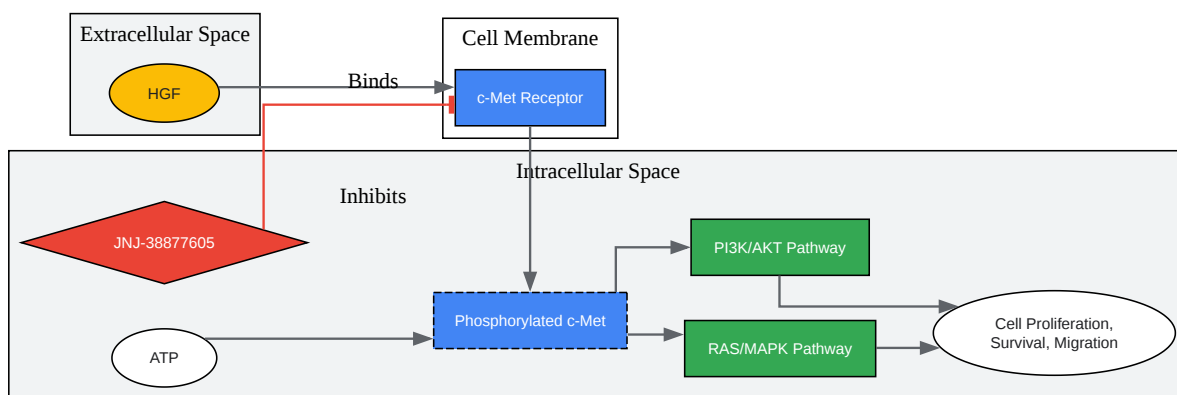 Extracellular Space
HGF
Binds
Cell Membrane
c-Met Receptor
Intracellular Space
Inhibits
JNJ-38877605
PI3K/AKT Pathway
Phosphorylated c-Met
ATP
RAS/MAPK Pathway
Cell Proliferation,
Survival, Migration